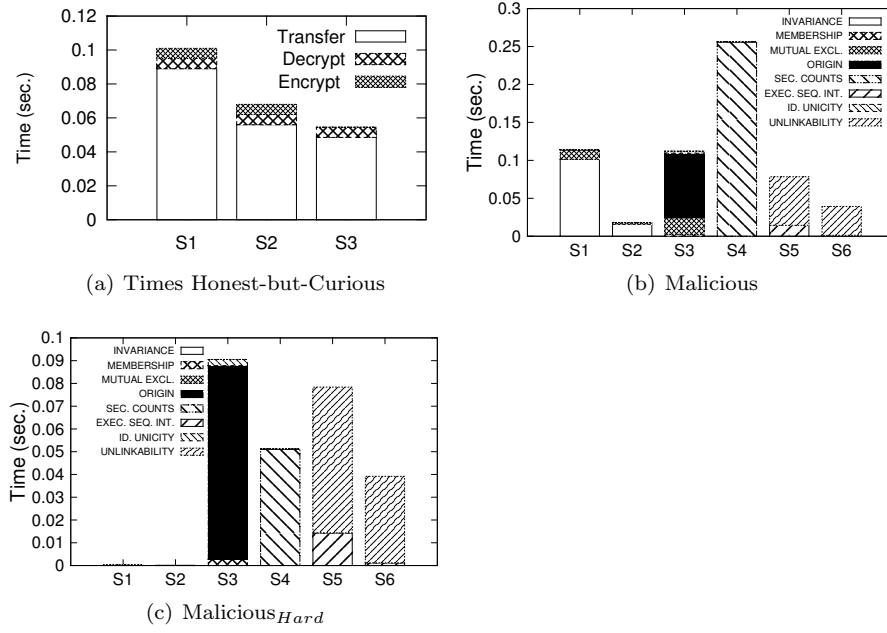 0.12
0.1
0.08
0.06
0.04
0.02
0
Time (sec.)
Transfer
Decrypt
Encrypt
S1 S2 S3
(a) Times Honest-but-Curious
0.3
0.25
0.2
0.15
0.1
0.05
0
Time (sec.)
INVARIANCE
MEMBERSHIP
MUTUAL EXCL.
ORIGIN
SEC. COUNTS
EXEC. SEQ. INT.
ID. UNICITY
UNLINKABILITY
S1 S2 S3 S4 S5 S6
(b) Malicious
0.1
0.09
0.08
0.07
0.06
0.05
0.04
0.03
0.02
0.01
0
Time (sec.)
INVARIANCE
MEMBERSHIP
MUTUAL EXCL.
ORIGIN
SEC. COUNTS
EXEC. SEQ. INT.
ID. UNICITY
UNLINKABILITY
S1 S2 S3 S4 S5 S6
(c) Malicious Hard